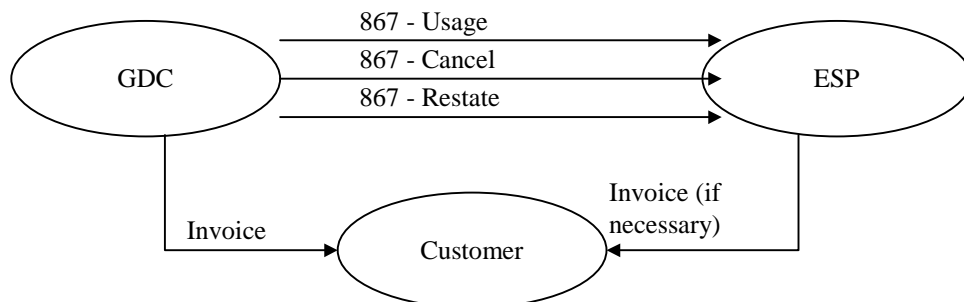 867 - Usage
867 - Cancel
867 - Restate
GDC
ESP
Invoice
Invoice (if
necessary)
Customer